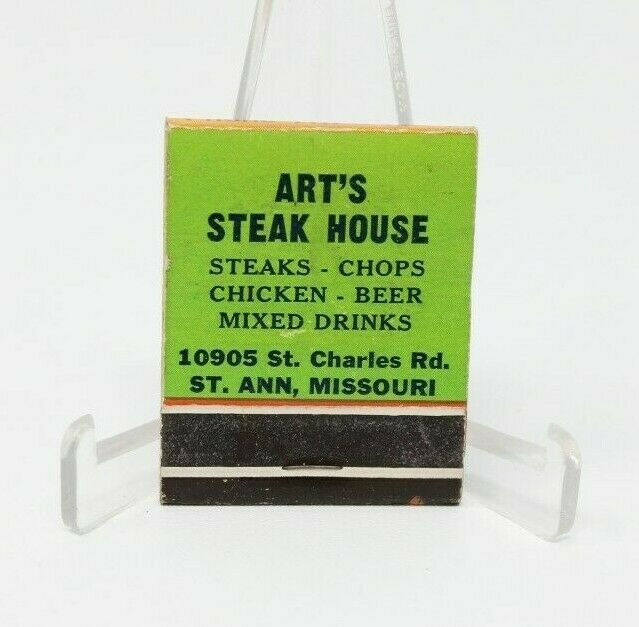 ART'S
STEAK HOUSE
STEAKS - CHOPS
CHICKEN - BEER
MIXED DRINKS
10905 St. Charles Rd.
ST. ANN, MISSOURI